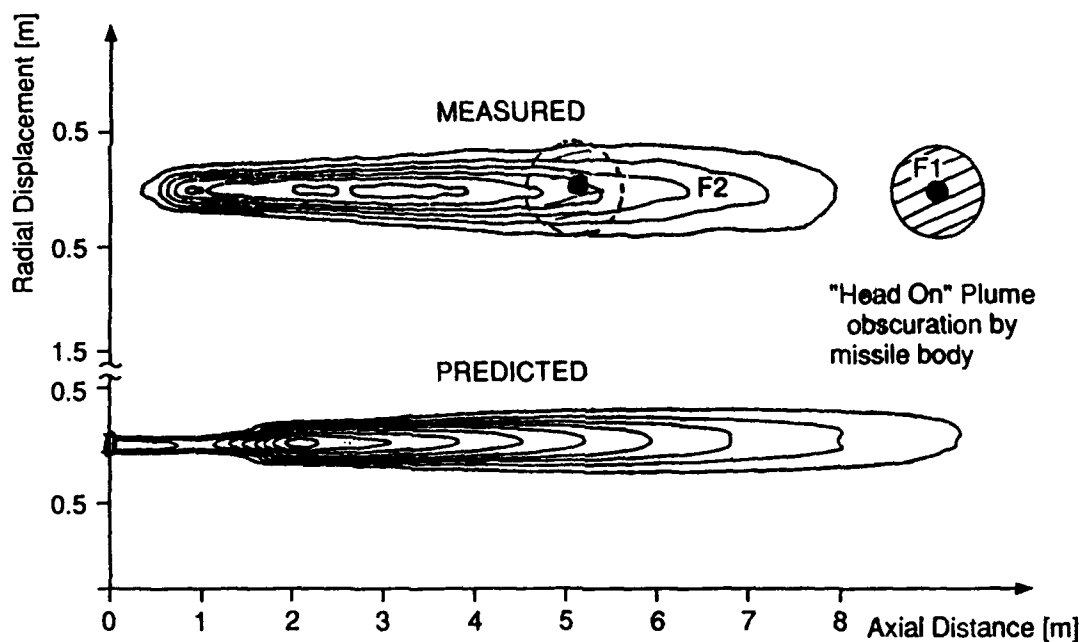 Radial Displacement [m]
0.5
0.5
1.5
0.5
0.5
MEASURED
F2
F1
"Head On" Plume
obscuration by
missile body
PREDICTED
0 1 2 3 4 5 6 7 8
Axial Distance [m]